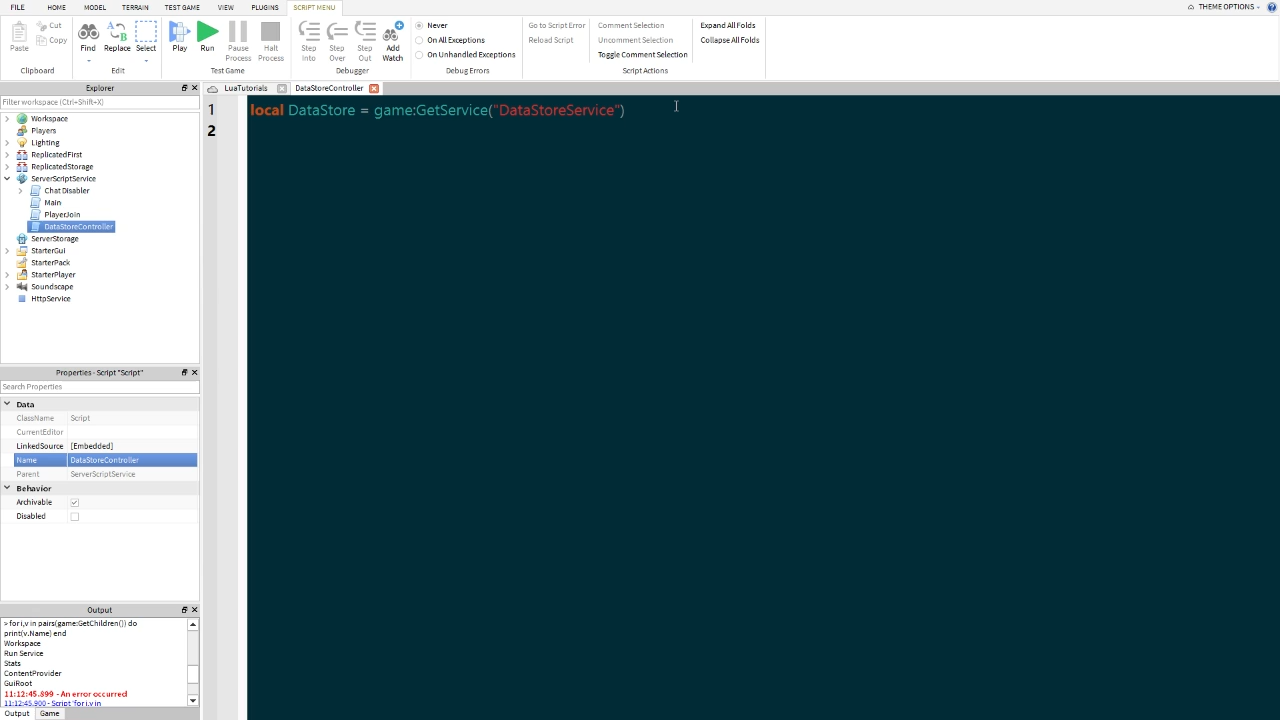 FILE HOME MODEL TERRAIN TEST GAME VIEW PLUGINS SCRIPT MENU THEME OPTIONS
Paste
Cut
Copy
Clipboard
Find
Replace
Select
Edit
Play
Run
Pause Process
Halt Process
Test Game
Step Into
Step Over
Step Out
Add Watch
Debugger
Never
On All Exceptions
On Unhandled Exceptions
Debug Errors
Go to Script Error
Reload Script
Comment Selection
Uncomment Selection
Toggle Comment Selection
Script Actions
Expand All Folds
Collapse All Folds
Explorer
Filter workspace (Ctrl+Shift+X)
Workspace
Players
Lighting
ReplicatedFirst
ReplicatedStorage
ServerScriptService
Chat Disabler
Main
PlayerJoin
DataStoreController
ServerStorage
StarterGui
StarterPack
StarterPlayer
Soundscape
HttpService
Properties - Script "Script"
Search Properties
Data
ClassName Script
CurrentEditor
LinkedSource [Embedded]
Name DataStoreController
Parent ServerScriptService
Behavior
Archivable
Disabled
Output
> for i,v in pairs(game:GetChildren()) do
print(v.Name) end
Workspace
Run Service
Stats
ContentProvider
GuiRoot
11:12:45.899 - An error occurred
11:12:45.900 - Script 'for i,v in
Output Game
LuaTutorials DataStoreController
1 local DataStore = game:GetService("DataStoreService")
2